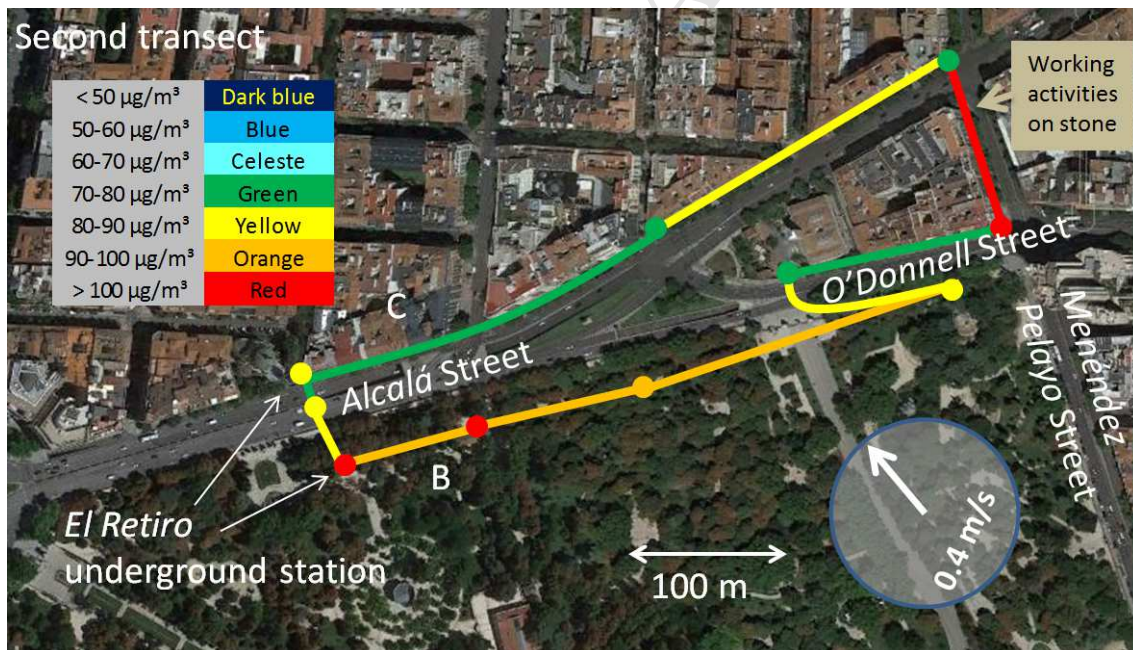 Second transect
< 50 µg/m³ Dark blue
50-60 µg/m³ Blue
60-70 µg/m³ Celeste
70-80 µg/m³ Green
80-90 µg/m³ Yellow
90-100 µg/m³ Orange
> 100 µg/m³ Red
Working
activities
on stone
C
Alcalá Street
O'Donnell Street
Menéndez
Pelayo Street
B
El Retiro
underground station
100 m
0.4 m/s